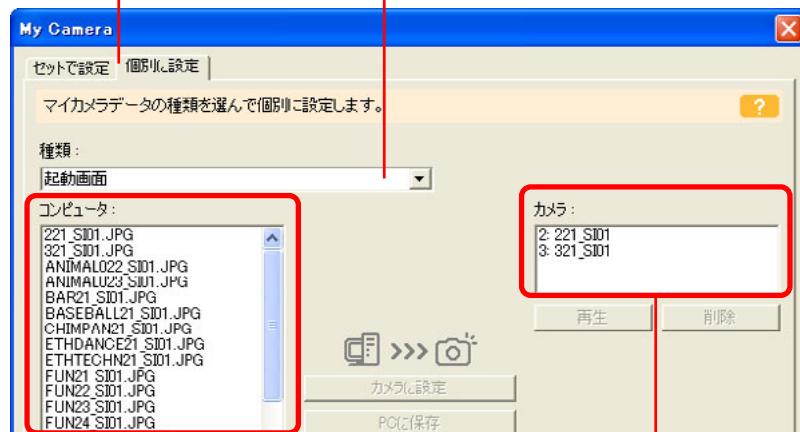 My Camera
セットで設定 個別に設定
マイカメラデータの種類を選んで個別に設定します。
?
種類:
起動画面
コンピュータ:
221_SI01.JPG
321_SI01.JPG
ANIMAL022_SI01.JPG
ANIMAL023_SI01.JPG
BAR21_SI01.JPG
BASEBALL21_SI01.JPG
CHIMPAN21_SI01.JPG
ETHDANCE21_SI01.JPG
ETHTECHN21_SI01.JPG
FUN21_SI01.JPG
FUN22_SI01.JPG
FUN23_SI01.JPG
FUN24_SI01.JPG
>>>
カメラに設定
PCに保存
カメラ:
2: 221_SI01
3: 321_SI01
再生 削除